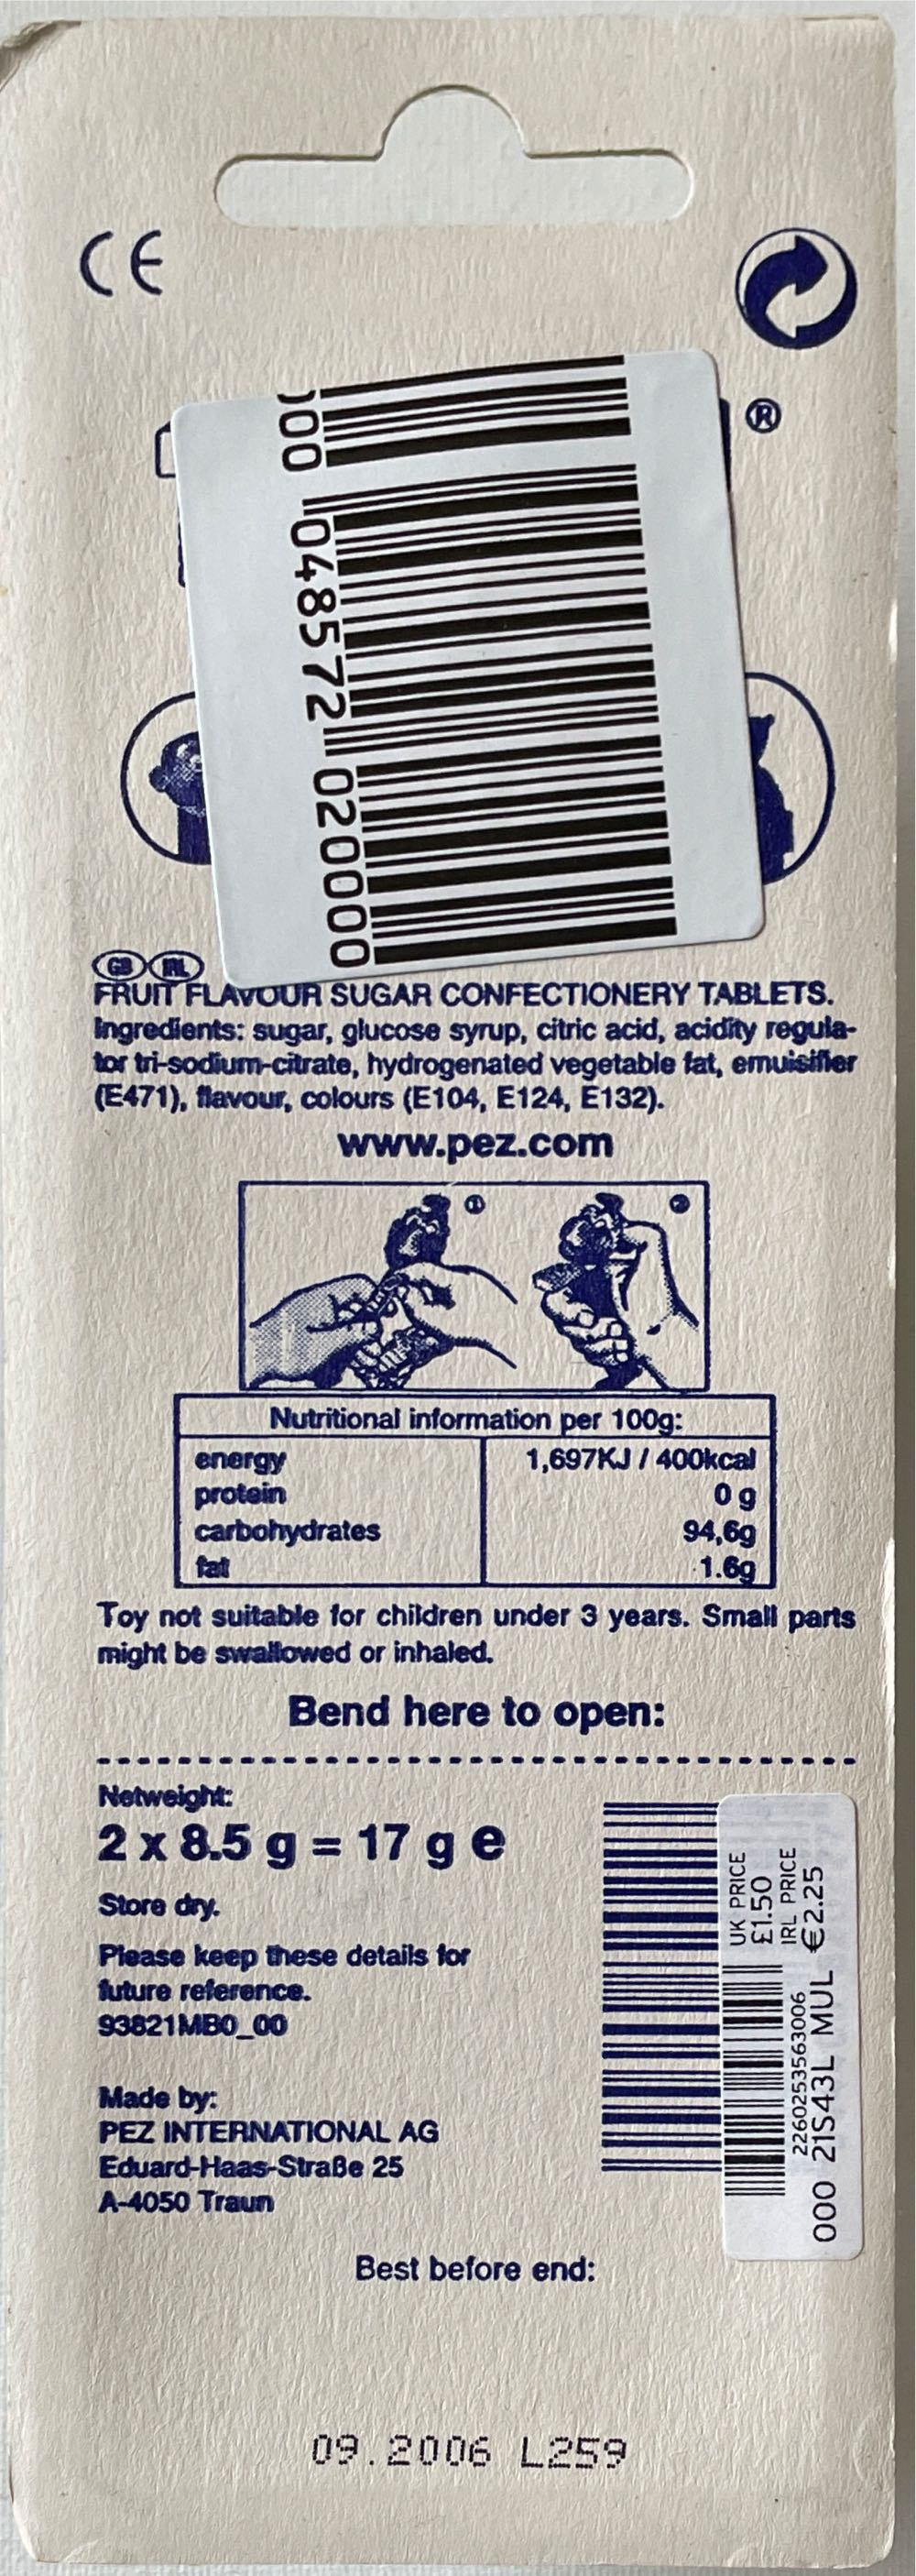 CE
®
00
048572 020000
GB IRL
FRUIT FLAVOUR SUGAR CONFECTIONERY TABLETS.
Ingredients: sugar, glucose syrup, citric acid, acidity regula-
tor tri-sodium-citrate, hydrogenated vegetable fat, emulsifier
(E471), flavour, colours (E104, E124, E132).
www.pez.com
1 2
Nutritional information per 100g:
energy 1,697KJ / 400kcal
protein 0 g
carbohydrates 94,6g
fat 1.6g
Toy not suitable for children under 3 years. Small parts
might be swallowed or inhaled.
Bend here to open:
Netweight:
2 x 8.5 g = 17 g e
Store dry.
Please keep these details for
future reference.
93821MB0_00
Made by:
PEZ INTERNATIONAL AG
Eduard-Haas-Straße 25
A-4050 Traun
UK PRICE
£1.50
IRL PRICE
€2.25
2260253563006
000 21S43L MUL
Best before end:
09.2006 L259